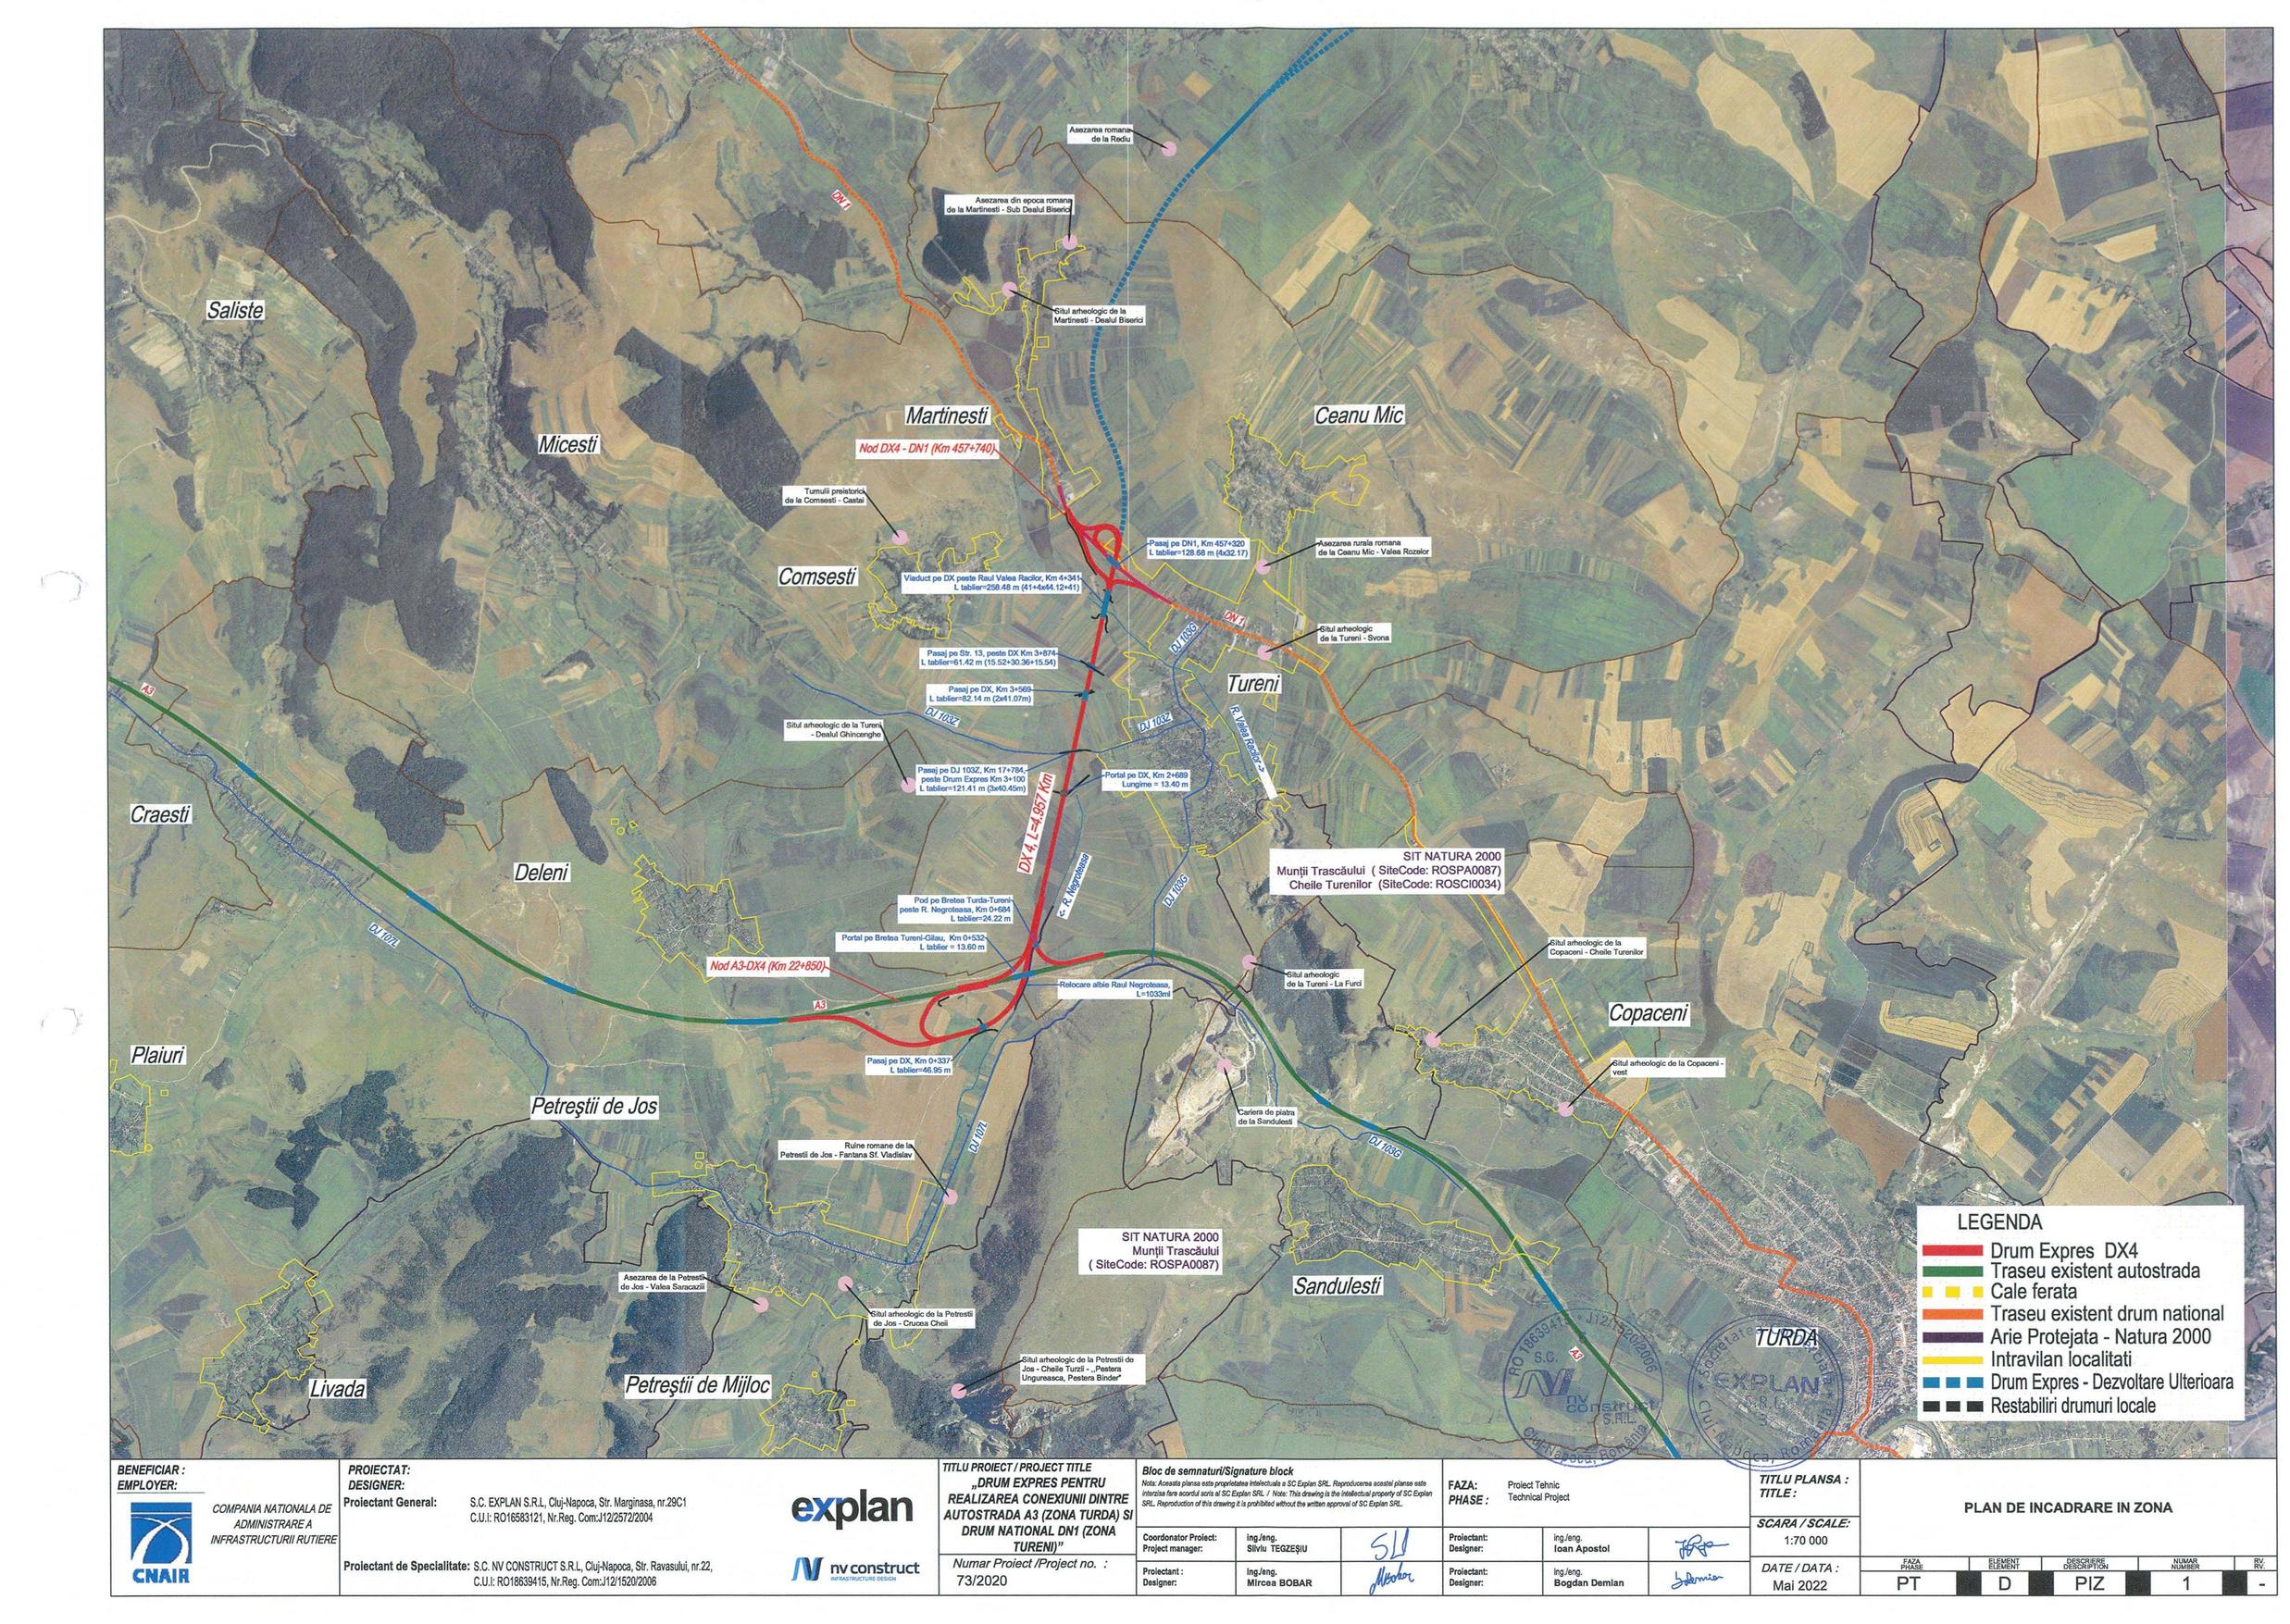 Asezarea romana
de la Rediu
Asezarea din epoca romana
de la Martinesti - Sub Dealul Biserici
DN 1
Saliste
Situl arheologic de la
Martinesti - Dealul Biserici
Martinesti
Ceanu Mic
Micesti
Nod DX4 - DN1 (Km 457+740)
Tumulii preistorici
de la Comsesti - Castai
Pasaj pe DN1, Km 457+320
L tablier=128.68 m (4x32.17)
Asezarea rurala romana
de la Ceanu Mic - Valea Rozelor
Comsesti
Viaduct pe DX peste Raul Valea Racilor, Km 4+341
L tablier=258.48 m (41+4x44.12+41)
DN 1
DJ 103G
Situl arheologic
de la Tureni - Svona
Pasaj pe Str. 13, peste DX Km 3+874
L tablier=61.42 m (15.52+30.36+15.54)
Tureni
A3
Pasaj pe DX, Km 3+569
L tablier=82.14 m (2x41.07m)
DJ 103Z
DJ 103Z
R. Valea Racilor ->
Situl arheologic de la Tureni
- Dealul Ghincenghe
Pasaj pe DJ 103Z, Km 17+784,
peste Drum Expres Km 3+100
L tablier=121.41 m (3x40.45m)
Portal pe DX, Km 2+689
Lungime = 13.40 m
DX 4, L=4.957 Km
Craesti
Deleni
SIT NATURA 2000
Munții Trascăului ( SiteCode: ROSPA0087)
Cheile Turenilor (SiteCode: ROSCI0034)
<- R. Negroteasa
DJ 103G
Pod pe Bretea Turda-Tureni
peste R. Negroteasa, Km 0+684
L tablier=24.22 m
DJ 107L
Portal pe Bretea Tureni-Gilau, Km 0+532
L tablier = 13.60 m
Situl arheologic de la
Copaceni - Cheile Turenilor
Nod A3-DX4 (Km 22+850)
Situl arheologic
de la Tureni - La Furci
Relocare albie Raul Negroteasa,
L=1033ml
A3
Copaceni
Plaiuri
Pasaj pe DX, Km 0+337
L tablier=46.95 m
Situl arheologic de la Copaceni -
vest
Petreştii de Jos
Cariera de piatra
de la Sandulesti
DJ 107L
DJ 103G
Ruine romane de la
Petrestii de Jos - Fantana Sf. Vladislav
SIT NATURA 2000
Munții Trascăului
( SiteCode: ROSPA0087)
Asezarea de la Petresti
de Jos - Valea Saracazii
Sandulesti
Situl arheologic de la Petrestii
de Jos - Crucea Cheii
TURDA
A3
Situl arheologic de la Petrestii de
Jos - Cheile Turzii - „Pestera
Ungureasca, Pestera Binder"
Livada
Petreştii de Mijloc
LEGENDA
Drum Expres DX4
Traseu existent autostrada
Cale ferata
Traseu existent drum national
Arie Protejata - Natura 2000
Intravilan localitati
Drum Expres - Dezvoltare Ulterioara
Restabiliri drumuri locale
RO 18639415 * J12/1520/2006
S.C.
nv
construct
S.R.L.
Cluj-Napoca, România
EXPLAN
Cluj-Napoca, România
BENEFICIAR :
EMPLOYER:
CNAIR
COMPANIA NATIONALA DE
ADMINISTRARE A
INFRASTRUCTURII RUTIERE
PROIECTAT:
DESIGNER:
Proiectant General:
S.C. EXPLAN S.R.L, Cluj-Napoca, Str. Marginasa, nr.29C1
C.U.I: RO16583121, Nr.Reg. Com:J12/2572/2004
explan
Proiectant de Specialitate: S.C. NV CONSTRUCT S.R.L, Cluj-Napoca, Str. Ravasului, nr.22,
C.U.I: RO18639415, Nr.Reg. Com:J12/1520/2006
nv construct
INFRASTRUCTURE DESIGN
TITLU PROIECT / PROJECT TITLE
„DRUM EXPRES PENTRU
REALIZAREA CONEXIUNII DINTRE
AUTOSTRADA A3 (ZONA TURDA) SI
DRUM NATIONAL DN1 (ZONA
TURENI)"
Numar Proiect /Project no. :
73/2020
Bloc de semnaturi/Signature block
Nota: Aceasta plansa este proprietatea intelectuala a SC Explan SRL. Reproducerea acestei planse este
interzisa fara acordul scris al SC Explan SRL / Note: This drawing is the intellectual property of SC Explan
SRL. Reproduction of this drawing it is prohibited without the written approval of SC Explan SRL.
Coordonator Proiect:
Project manager:
ing./eng.
Silviu TEGZEŞIU
Proiectant :
Designer:
ing./eng.
Mircea BOBAR
FAZA:
PHASE :
Proiect Tehnic
Technical Project
Proiectant:
Designer:
ing./eng.
Ioan Apostol
Proiectant:
Designer:
ing./eng.
Bogdan Demian
TITLU PLANSA :
TITLE :
PLAN DE INCADRARE IN ZONA
SCARA / SCALE:
1:70 000
DATE / DATA :
Mai 2022
FAZA
PHASE
ELEMENT
ELEMENT
DESCRIERE
DESCRIPTION
NUMAR
NUMBER
RV.
RV.
PT
D
PIZ
1
-